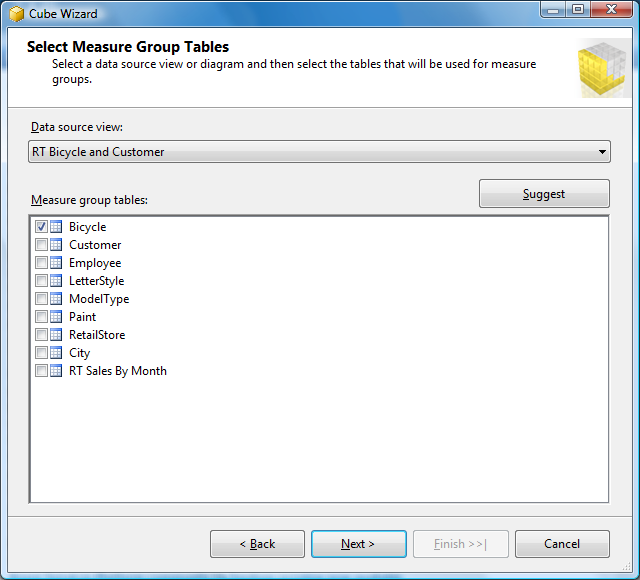 Cube Wizard
Select Measure Group Tables
Select a data source view or diagram and then select the tables that will be used for measure
groups.
Data source view:
RT Bicycle and Customer
Measure group tables:
Suggest
Bicycle
Customer
Employee
LetterStyle
ModelType
Paint
RetailStore
City
RT Sales By Month
< Back
Next >
Finish >>|
Cancel